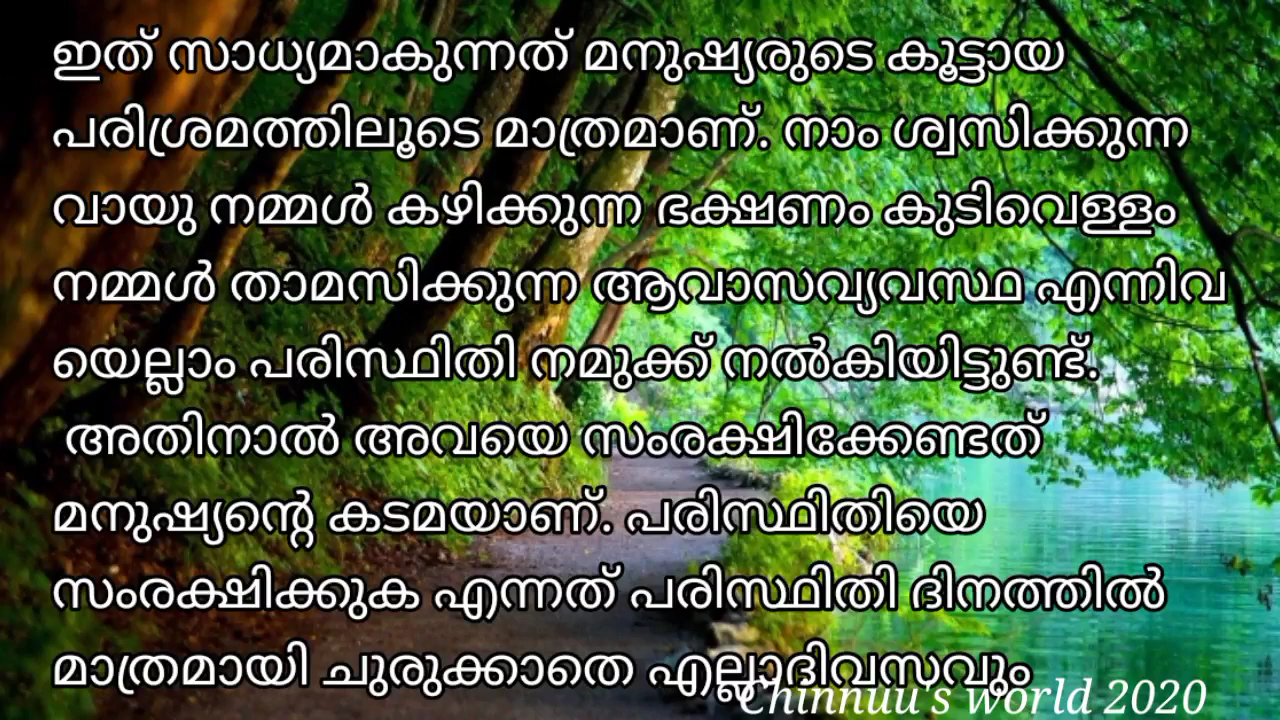 ഇത് സാധ്യമാകുന്നത് മനുഷ്യരുടെ കൂട്ടായ
പരിശ്രമത്തിലൂടെ മാത്രമാണ്. നാം ശ്വസിക്കുന്ന
വായു നമ്മൾ കഴിക്കുന്ന ഭക്ഷണം കുടിവെള്ളം
നമ്മൾ താമസിക്കുന്ന ആവാസവ്യവസ്ഥ എന്നിവ
യെല്ലാം പരിസ്ഥിതി നമുക്ക് നൽകിയിട്ടുണ്ട്.
അതിനാൽ അവയെ സംരക്ഷിക്കേണ്ടത്
മനുഷ്യന്റെ കടമയാണ്. പരിസ്ഥിതിയെ
സംരക്ഷിക്കുക എന്നത് പരിസ്ഥിതി ദിനത്തിൽ
മാത്രമായി ചുരുക്കാതെ എല്ലാദിവസവും
Chinnuu's world 2020